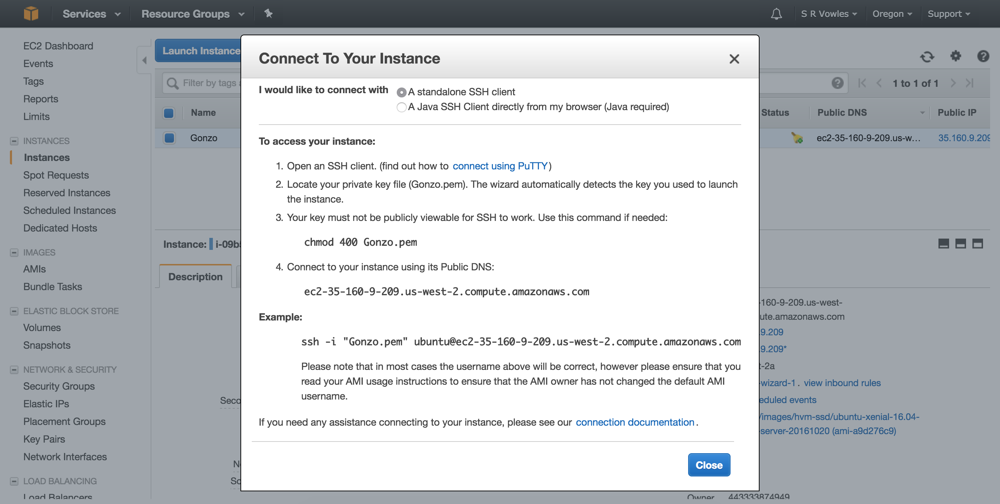 Services
Resource Groups
S R Vowles
Oregon
Support
EC2 Dashboard
Events
Tags
Reports
Limits
INSTANCES
Instances
Spot Requests
Reserved Instances
Scheduled Instances
Dedicated Hosts
IMAGES
AMIs
Bundle Tasks
ELASTIC BLOCK STORE
Volumes
Snapshots
NETWORK & SECURITY
Security Groups
Elastic IPs
Placement Groups
Key Pairs
Network Interfaces
LOAD BALANCING
Load Balancers
Launch Instance
Filter by tags
Name
Gonzo
Instance: i-09b
Description
Connect To Your Instance
I would like to connect with
A standalone SSH client
A Java SSH Client directly from my browser (Java required)
To access your instance:
1. Open an SSH client. (find out how to connect using PuTTY)
2. Locate your private key file (Gonzo.pem). The wizard automatically detects the key you used to launch
the instance.
3. Your key must not be publicly viewable for SSH to work. Use this command if needed:
chmod 400 Gonzo.pem
4. Connect to your instance using its Public DNS:
ec2-35-160-9-209.us-west-2.compute.amazonaws.com
Example:
ssh -i "Gonzo.pem" ubuntu@ec2-35-160-9-209.us-west-2.compute.amazonaws.com
Please note that in most cases the username above will be correct, however please ensure that you
read your AMI usage instructions to ensure that the AMI owner has not changed the default AMI
username.
If you need any assistance connecting to your instance, please see our connection documentation.
Close
1 to 1 of 1
Status
Public DNS
Public IP
ec2-35-160-9-209.us-w...
35.160.9.209
-160-9-209.us-west-
ute.amazonaws.com
.9.209
.9.209*
t-2a
-wizard-1. view inbound rules
eduled events
/images/hvm-ssd/ubuntu-xenial-16.04-
-server-20161020 (ami-a9d276c9)
Owner 443333874949